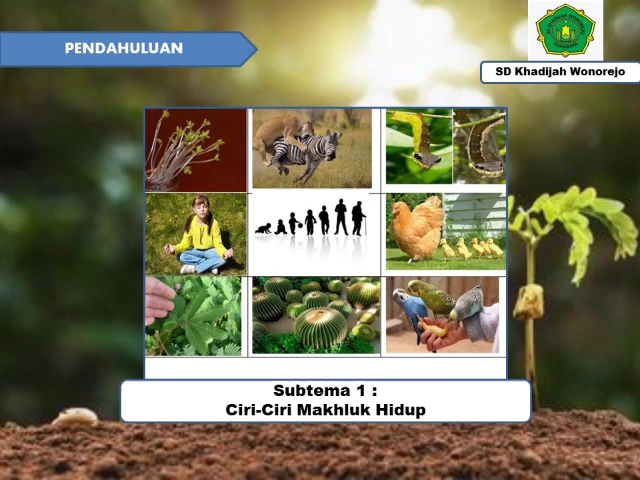 PENDAHULUAN
SD Khadijah Wonorejo
Subtema 1 :
Ciri-Ciri Makhluk Hidup